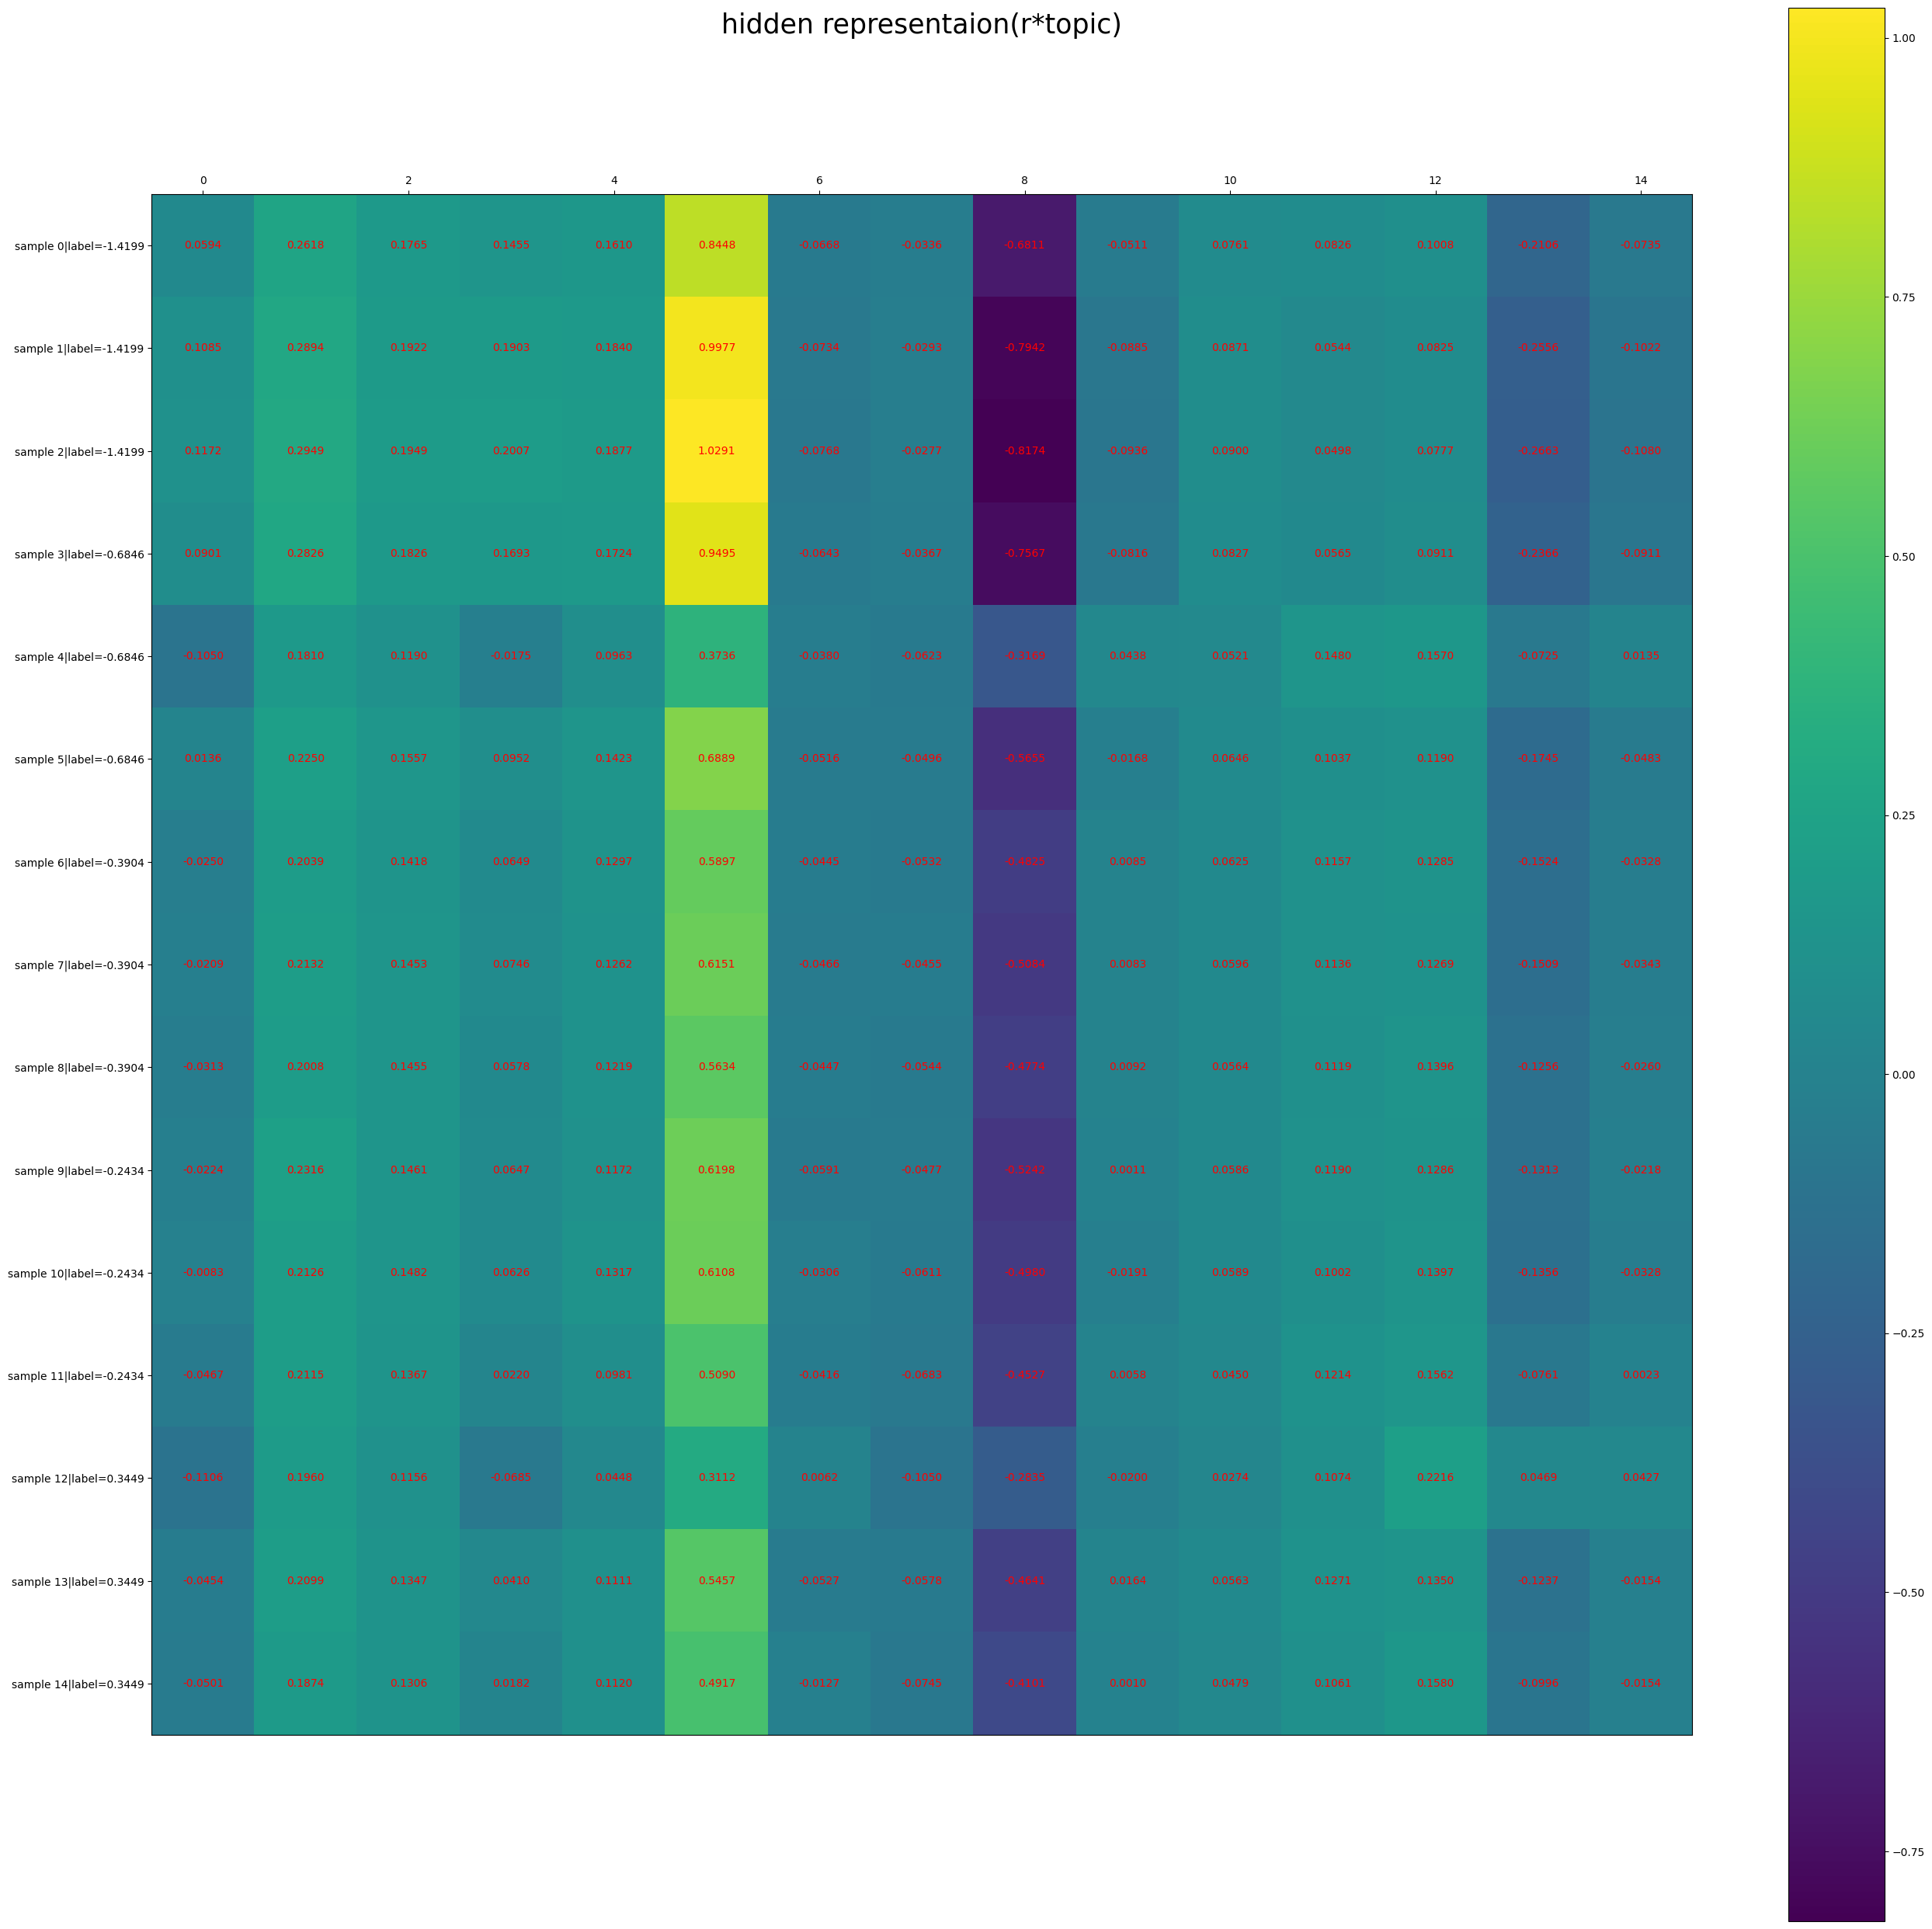 hidden representaion(r*topic)
0 2 4 6 8 10 12 14
sample 0|label=-1.4199 0.0594 0.2618 0.1765 0.1455 0.1610 0.8448 -0.0668 -0.0336 -0.6811 -0.0511 0.0761 0.0826 0.1008 -0.2106 -0.0735
sample 1|label=-1.4199 0.1085 0.2894 0.1922 0.1903 0.1840 0.9977 -0.0734 -0.0293 -0.7942 -0.0885 0.0871 0.0544 0.0825 -0.2556 -0.1022
sample 2|label=-1.4199 0.1172 0.2949 0.1949 0.2007 0.1877 1.0291 -0.0768 -0.0277 -0.8174 -0.0936 0.0900 0.0498 0.0777 -0.2663 -0.1080
sample 3|label=-0.6846 0.0901 0.2826 0.1826 0.1693 0.1724 0.9495 -0.0643 -0.0367 -0.7567 -0.0816 0.0827 0.0565 0.0911 -0.2366 -0.0911
sample 4|label=-0.6846 -0.1050 0.1810 0.1190 -0.0175 0.0963 0.3736 -0.0380 -0.0623 0.0438 0.0521 0.1480 0.1570 -0.0725 0.0135
sample 5|label=-0.6846 0.0136 0.2250 0.1557 0.0952 0.1423 0.6889 -0.0516 -0.0496 -0.0168 0.0646 0.1037 0.1190 -0.1745 -0.0483
sample 6|label=-0.3904 -0.0250 0.2039 0.1418 0.0649 0.1297 0.5897 -0.0445 -0.0532 0.0085 0.0625 0.1157 0.1285 -0.1524 -0.0328
sample 7|label=-0.3904 -0.0209 0.2132 0.1453 0.0746 0.1262 0.6151 -0.0466 -0.0455 0.0083 0.0596 0.1136 0.1269 -0.1509 -0.0343
sample 8|label=-0.3904 -0.0313 0.2008 0.1455 0.0578 0.1219 0.5634 -0.0447 -0.0544 0.0092 0.0564 0.1119 0.1396 -0.1256 -0.0260
sample 9|label=-0.2434 -0.0224 0.2316 0.1461 0.0647 0.1172 0.6198 -0.0591 -0.0477 0.0011 0.0586 0.1190 0.1286 -0.1313 -0.0218
sample 10|label=-0.2434 -0.0083 0.2126 0.1482 0.0626 0.1317 0.6108 -0.0306 -0.0611 -0.0191 0.0589 0.1002 0.1397 -0.1356 -0.0328
sample 11|label=-0.2434 -0.0467 0.2115 0.1367 0.0220 0.0981 0.5090 -0.0416 -0.0683 0.0058 0.0450 0.1214 0.1562 -0.0761 0.0023
sample 12|label=0.3449 -0.1106 0.1960 0.1156 -0.0685 0.0448 0.3112 0.0062 -0.1050 -0.0200 0.0274 0.1074 0.2216 0.0469 0.0427
sample 13|label=0.3449 -0.0454 0.2099 0.1347 0.0410 0.1111 0.5457 -0.0527 -0.0578 0.0164 0.0563 0.1271 0.1350 -0.1237 -0.0154
sample 14|label=0.3449 -0.0501 0.1874 0.1306 0.0182 0.1120 0.4917 -0.0127 -0.0745 0.0010 0.0479 0.1061 0.1580 -0.0996 -0.0154
1.00
0.75
0.50
0.25
0.00
−0.25
−0.50
−0.75